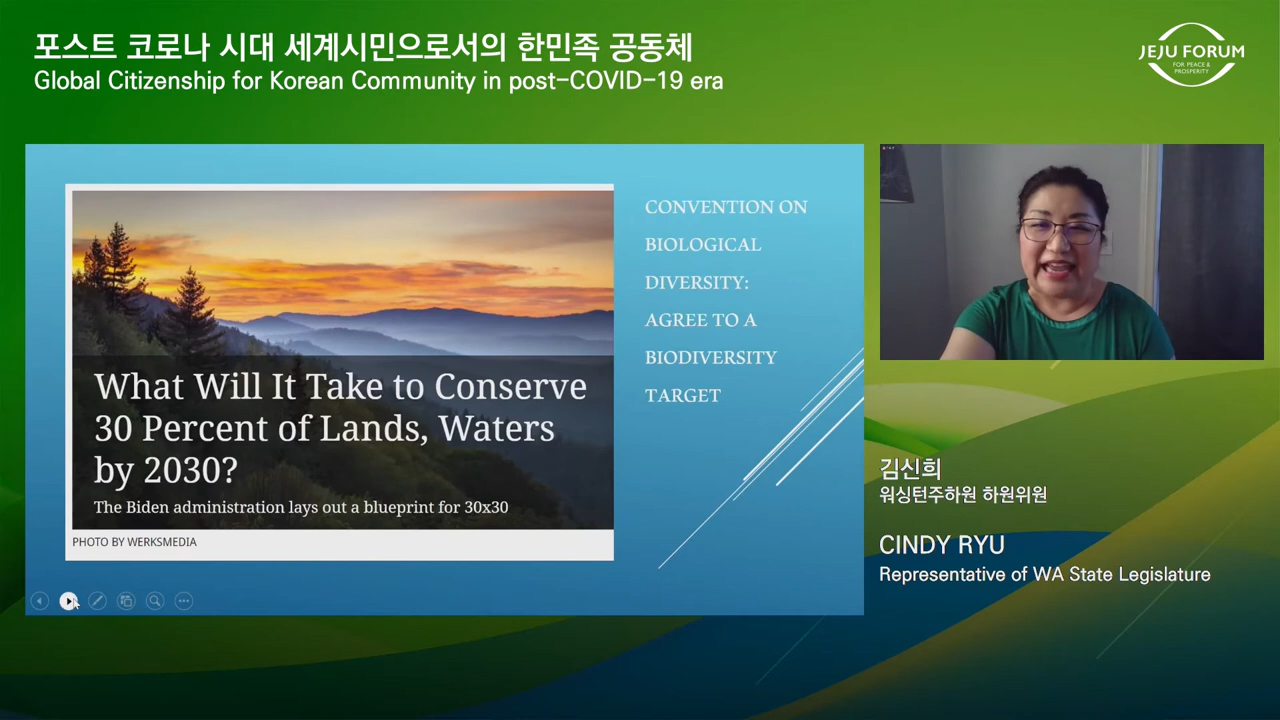 포스트 코로나 시대 세계시민으로서의 한민족 공동체
Global Citizenship for Korean Community in post-COVID-19 era
JEJU FORUM
FOR PEACE &
PROSPERITY
What Will It Take to Conserve
30 Percent of Lands, Waters
by 2030?
The Biden administration lays out a blueprint for 30x30
PHOTO BY WERKSMEDIA
CONVENTION ON
BIOLOGICAL
DIVERSITY:
AGREE TO A
BIODIVERSITY
TARGET
김신희
워싱턴주하원 하원위원
CINDY RYU
Representative of WA State Legislature